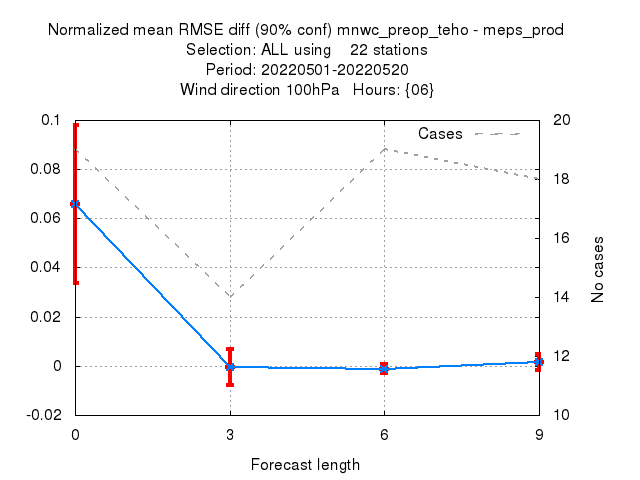 Normalized mean RMSE diff (90% conf) mnwc_preop_teho - meps_prod
Selection: ALL using    22 stations
Period: 20220501-20220520
Wind direction 100hPa   Hours: {06}
Cases
0.1
0.08
0.06
0.04
0.02
0
-0.02
20
18
16
14
12
10
No cases
0 3 6 9
Forecast length